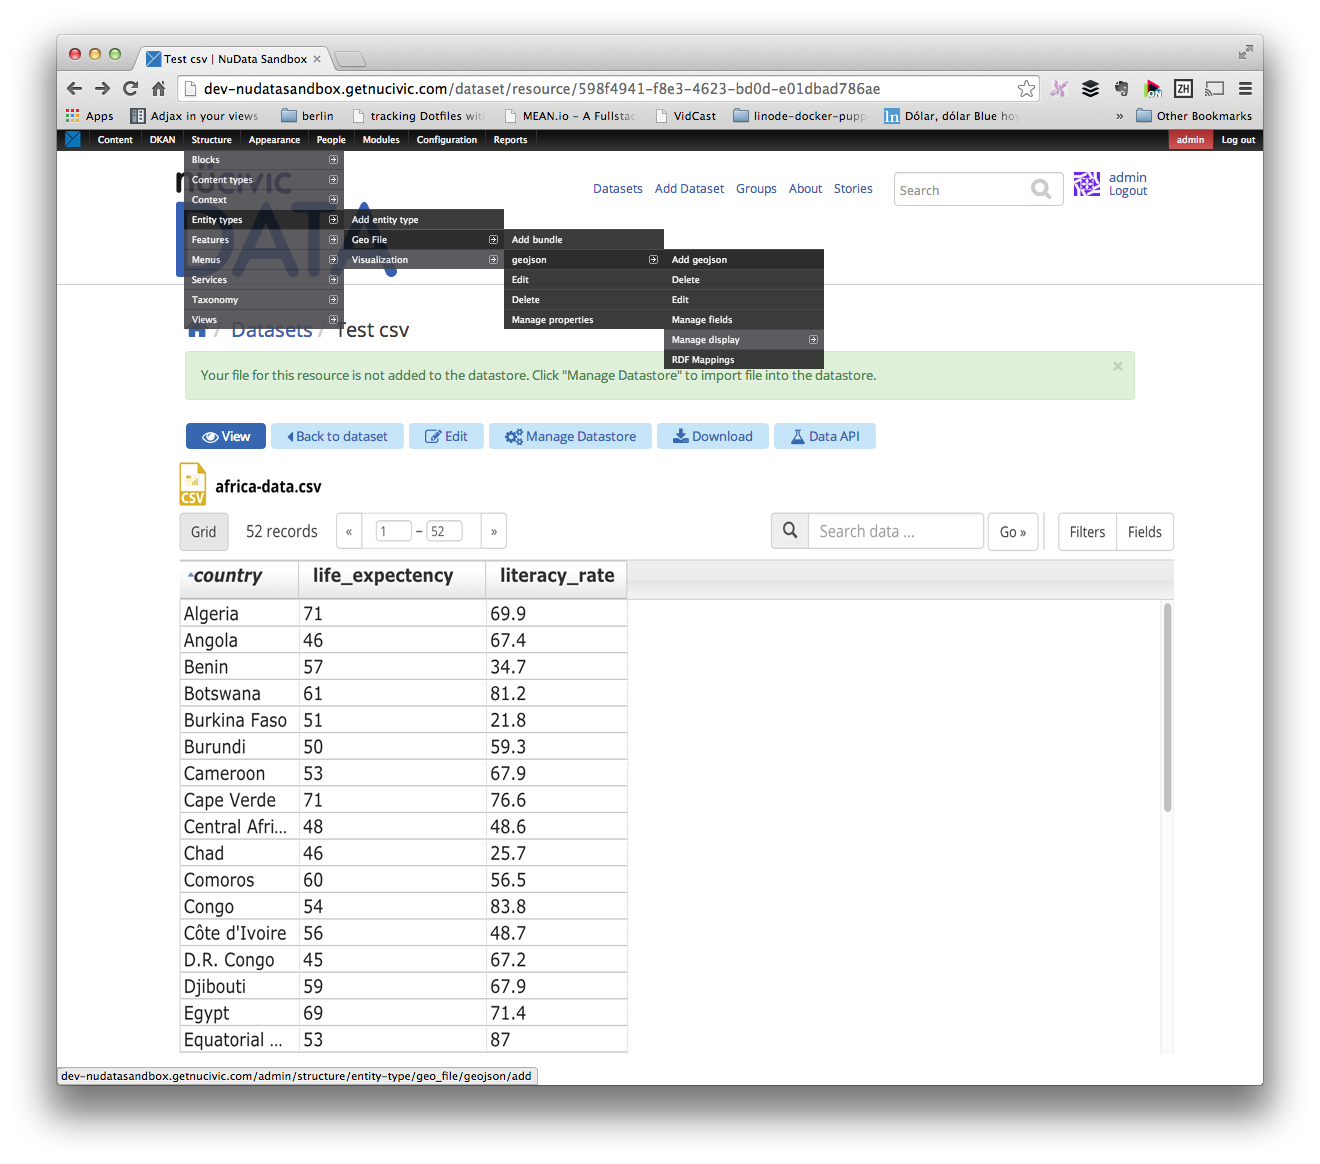 Test csv | NuData Sandbox
dev-nudatasandbox.getnucivic.com/dataset/resource/598f4941-f8e3-4623-bd0d-e01dbad786ae
ZH
ON
Apps
Adjax in your views
berlin
tracking Dotfiles wit
MEAN.io - A Fullsta
VidCast
linode-docker-pupp
Dólar, dólar Blue ho
»
Other Bookmarks
Content
DKAN
Structure
Appearance
People
Modules
Configuration
Reports
admin
Log out
Blocks
Content types
Context
Entity types
Features
Menus
Services
Taxonomy
Views
Add entity type
Geo File
Visualization
Add bundle
geojson
Edit
Delete
Manage properties
Add geojson
Delete
Edit
Manage fields
Manage display
RDF Mappings
nücivic
DATA
Datasets
Add Dataset
Groups
About
Stories
Search
admin
Logout
/ Datasets / Test csv
Your file for this resource is not added to the datastore. Click "Manage Datastore" to import file into the datastore.
×
View
Back to dataset
Edit
Manage Datastore
Download
Data API
CSV
africa-data.csv
Grid
52 records
«
1 – 52
»
Search data ...
Go »
Filters
Fields
country life_expectency literacy_rate
Algeria 71 69.9
Angola 46 67.4
Benin 57 34.7
Botswana 61 81.2
Burkina Faso 51 21.8
Burundi 50 59.3
Cameroon 53 67.9
Cape Verde 71 76.6
Central Afri... 48 48.6
Chad 46 25.7
Comoros 60 56.5
Congo 54 83.8
Côte d'Ivoire 56 48.7
D.R. Congo 45 67.2
Djibouti 59 67.9
Egypt 69 71.4
Equatorial ... 53 87
dev-nudatasandbox.getnucivic.com/admin/structure/entity-type/geo_file/geojson/add